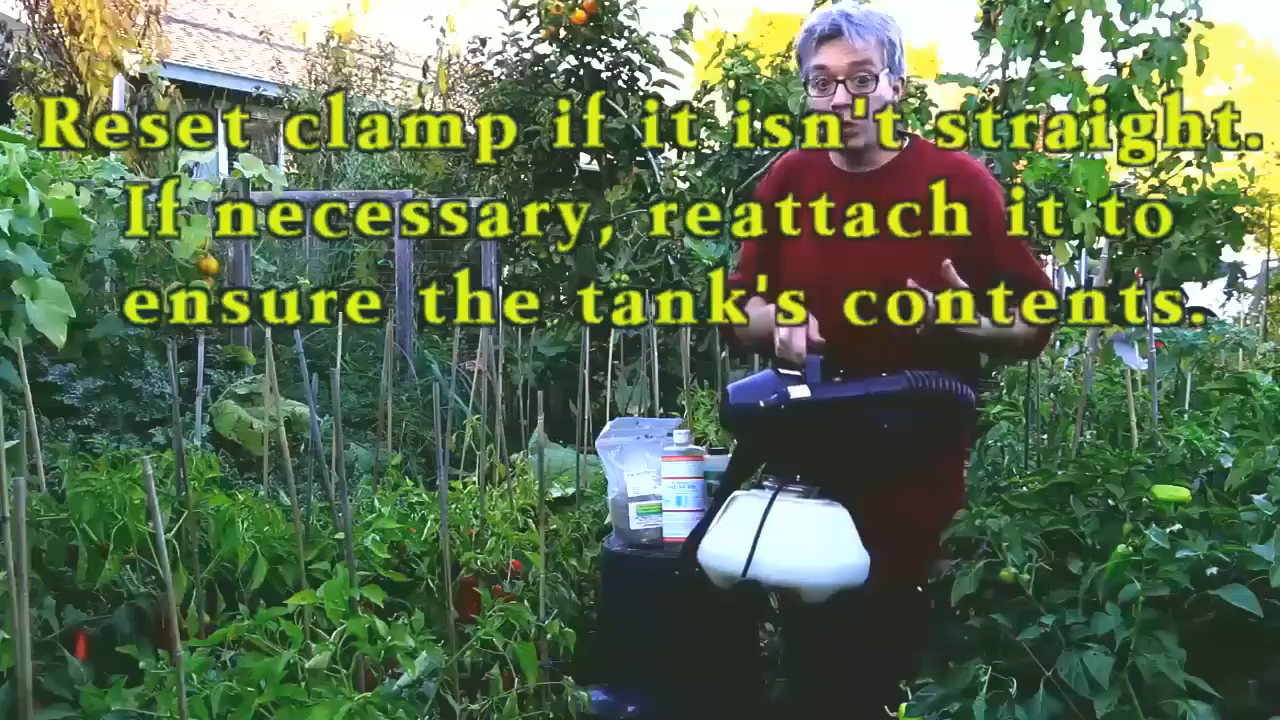 Reset clamp if it isn't straight.
If necessary, reattach it to
ensure the tank's contents.